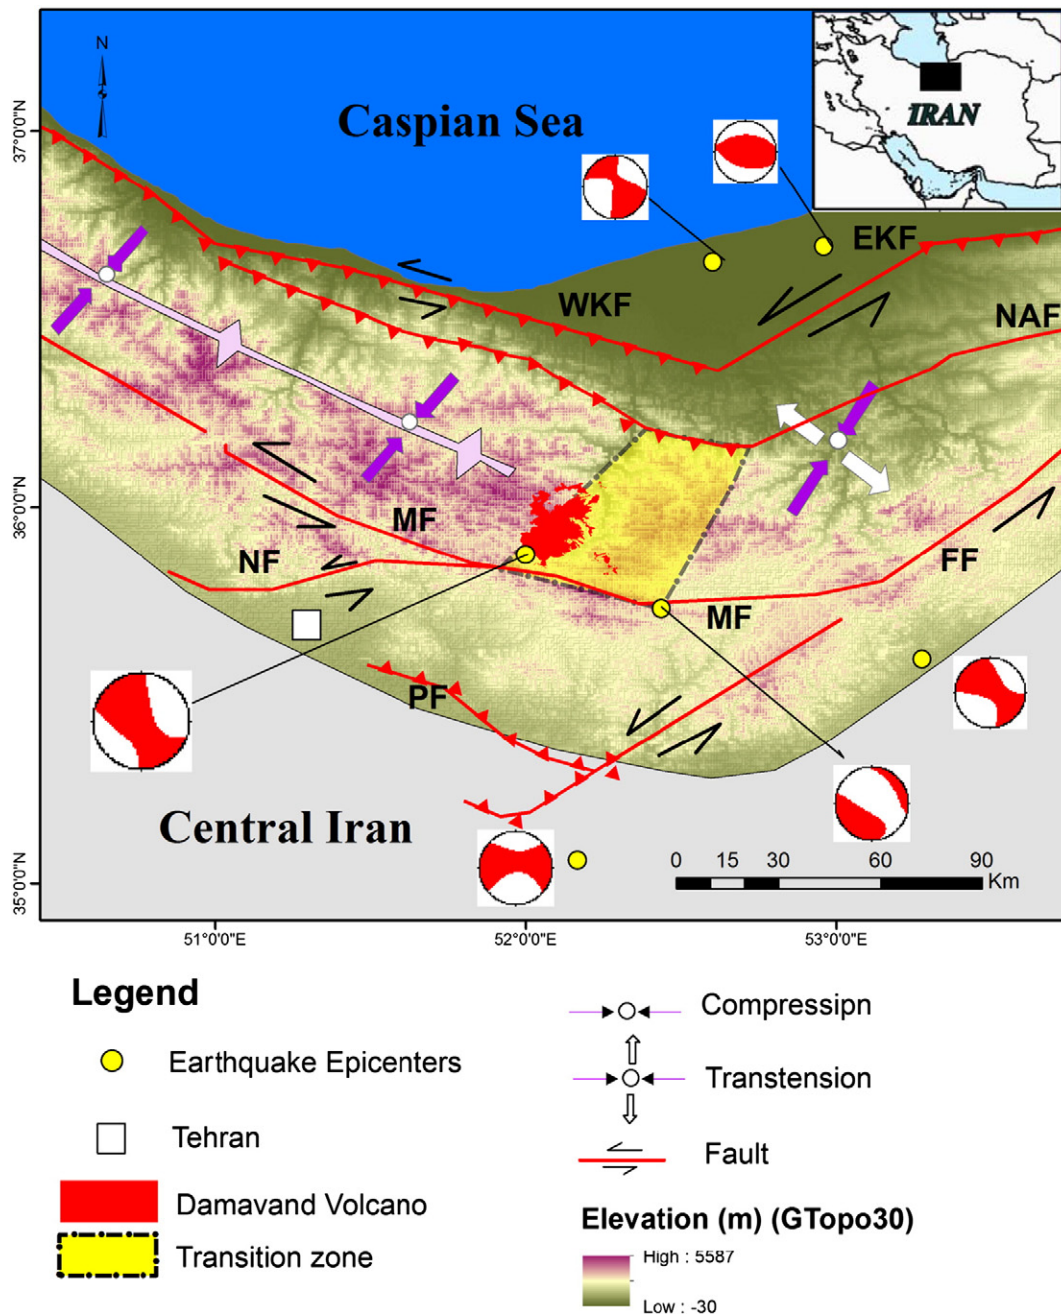 N
Caspian Sea
IRAN
37°0'0"N
EKF
WKF
NAF
36°0'0"N
MF
NF
FF
MF
PF
Central Iran
0 15 30 60 90
Km
35°0'0"N
51°0'0"E 52°0'0"E 53°0'0"E
Legend
Earthquake Epicenters
Tehran
Damavand Volcano
Transition zone
Compressipn
Transtension
Fault
Elevation (m) (GTopo30)
High : 5587
Low : -30